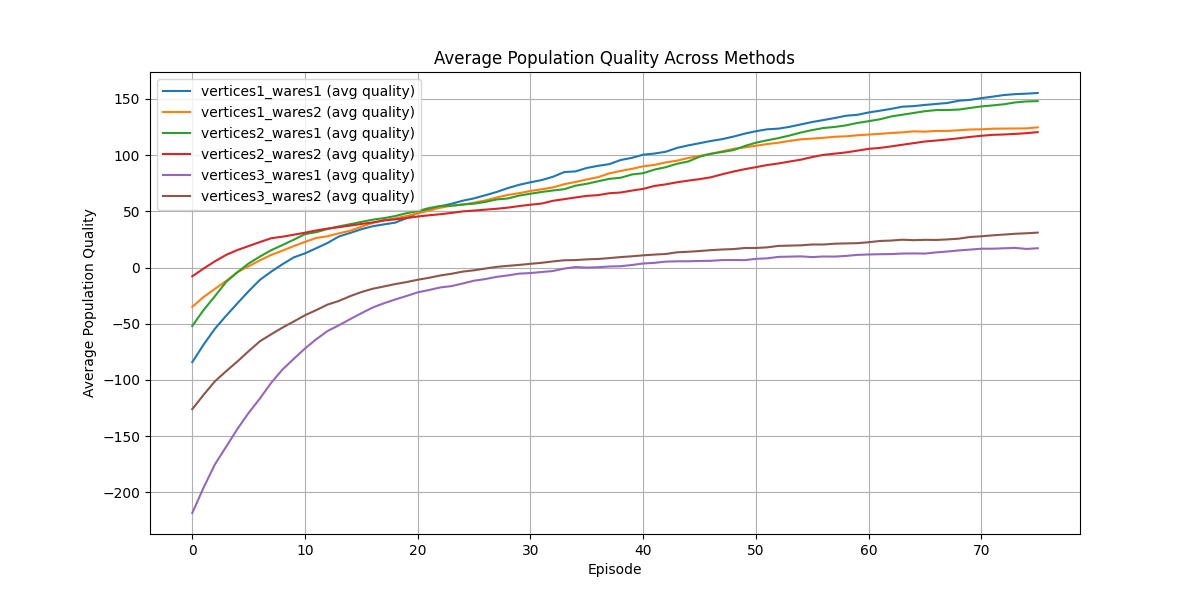 Average Population Quality Across Methods
vertices1_wares1 (avg quality)
vertices1_wares2 (avg quality)
vertices2_wares1 (avg quality)
vertices2_wares2 (avg quality)
vertices3_wares1 (avg quality)
vertices3_wares2 (avg quality)
Average Population Quality
150
100
50
0
−50
−100
−150
−200
0 10 20 30 40 50 60 70
Episode